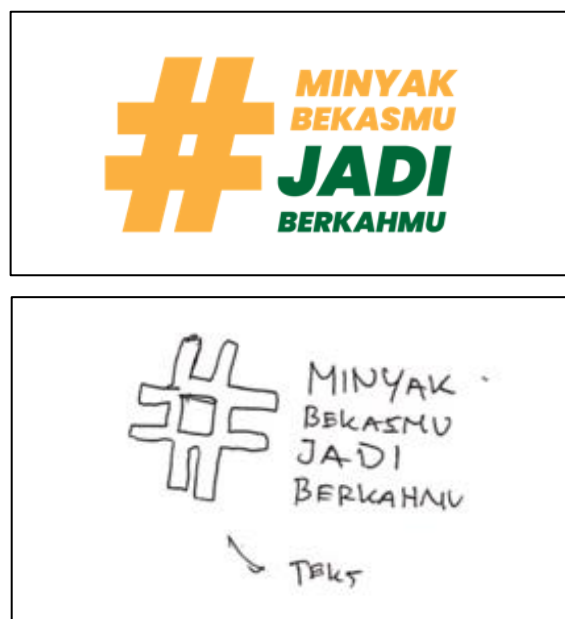 #
MINYAK
BEKASMU
JADI
BERKAHMU
#
MINYAK
BEKASMU
JADI
BERKAHMU
TEKS